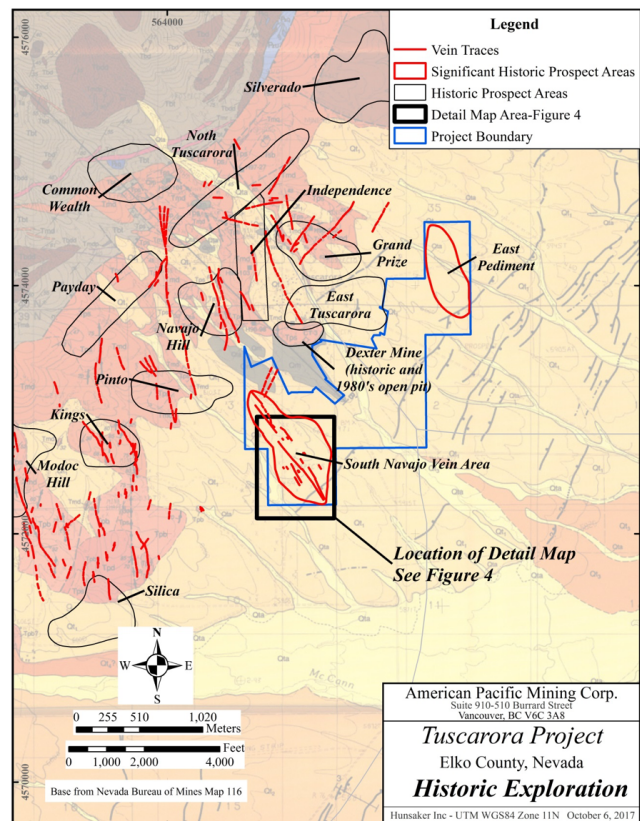 564000
4576000
4574000
4572000
4570000
Legend
Vein Traces
Significant Historic Prospect Areas
Historic Prospect Areas
Detail Map Area-Figure 4
Project Boundary
Silverado
Noth
Tuscarora
Common
Wealth
Independence
Grand
Prize
East
Pediment
Payday
Navajo
Hill
East
Tuscarora
Dexter Mine
(historic and
1980's open pit)
Pinto
Kings
Modoc
Hill
South Navajo Vein Area
Location of Detail Map
See Figure 4
Silica
McCann
N
W E
S
0 255 510 1,020
Meters
Feet
0 1,000 2,000 4,000
Base from Nevada Bureau of Mines Map 116
American Pacific Mining Corp.
Suite 910-510 Burrard Street
Vancouver, BC V6C 3A8
Tuscarora Project
Elko County, Nevada
Historic Exploration
Hunsaker Inc - UTM WGS84 Zone 11N October 6, 2017